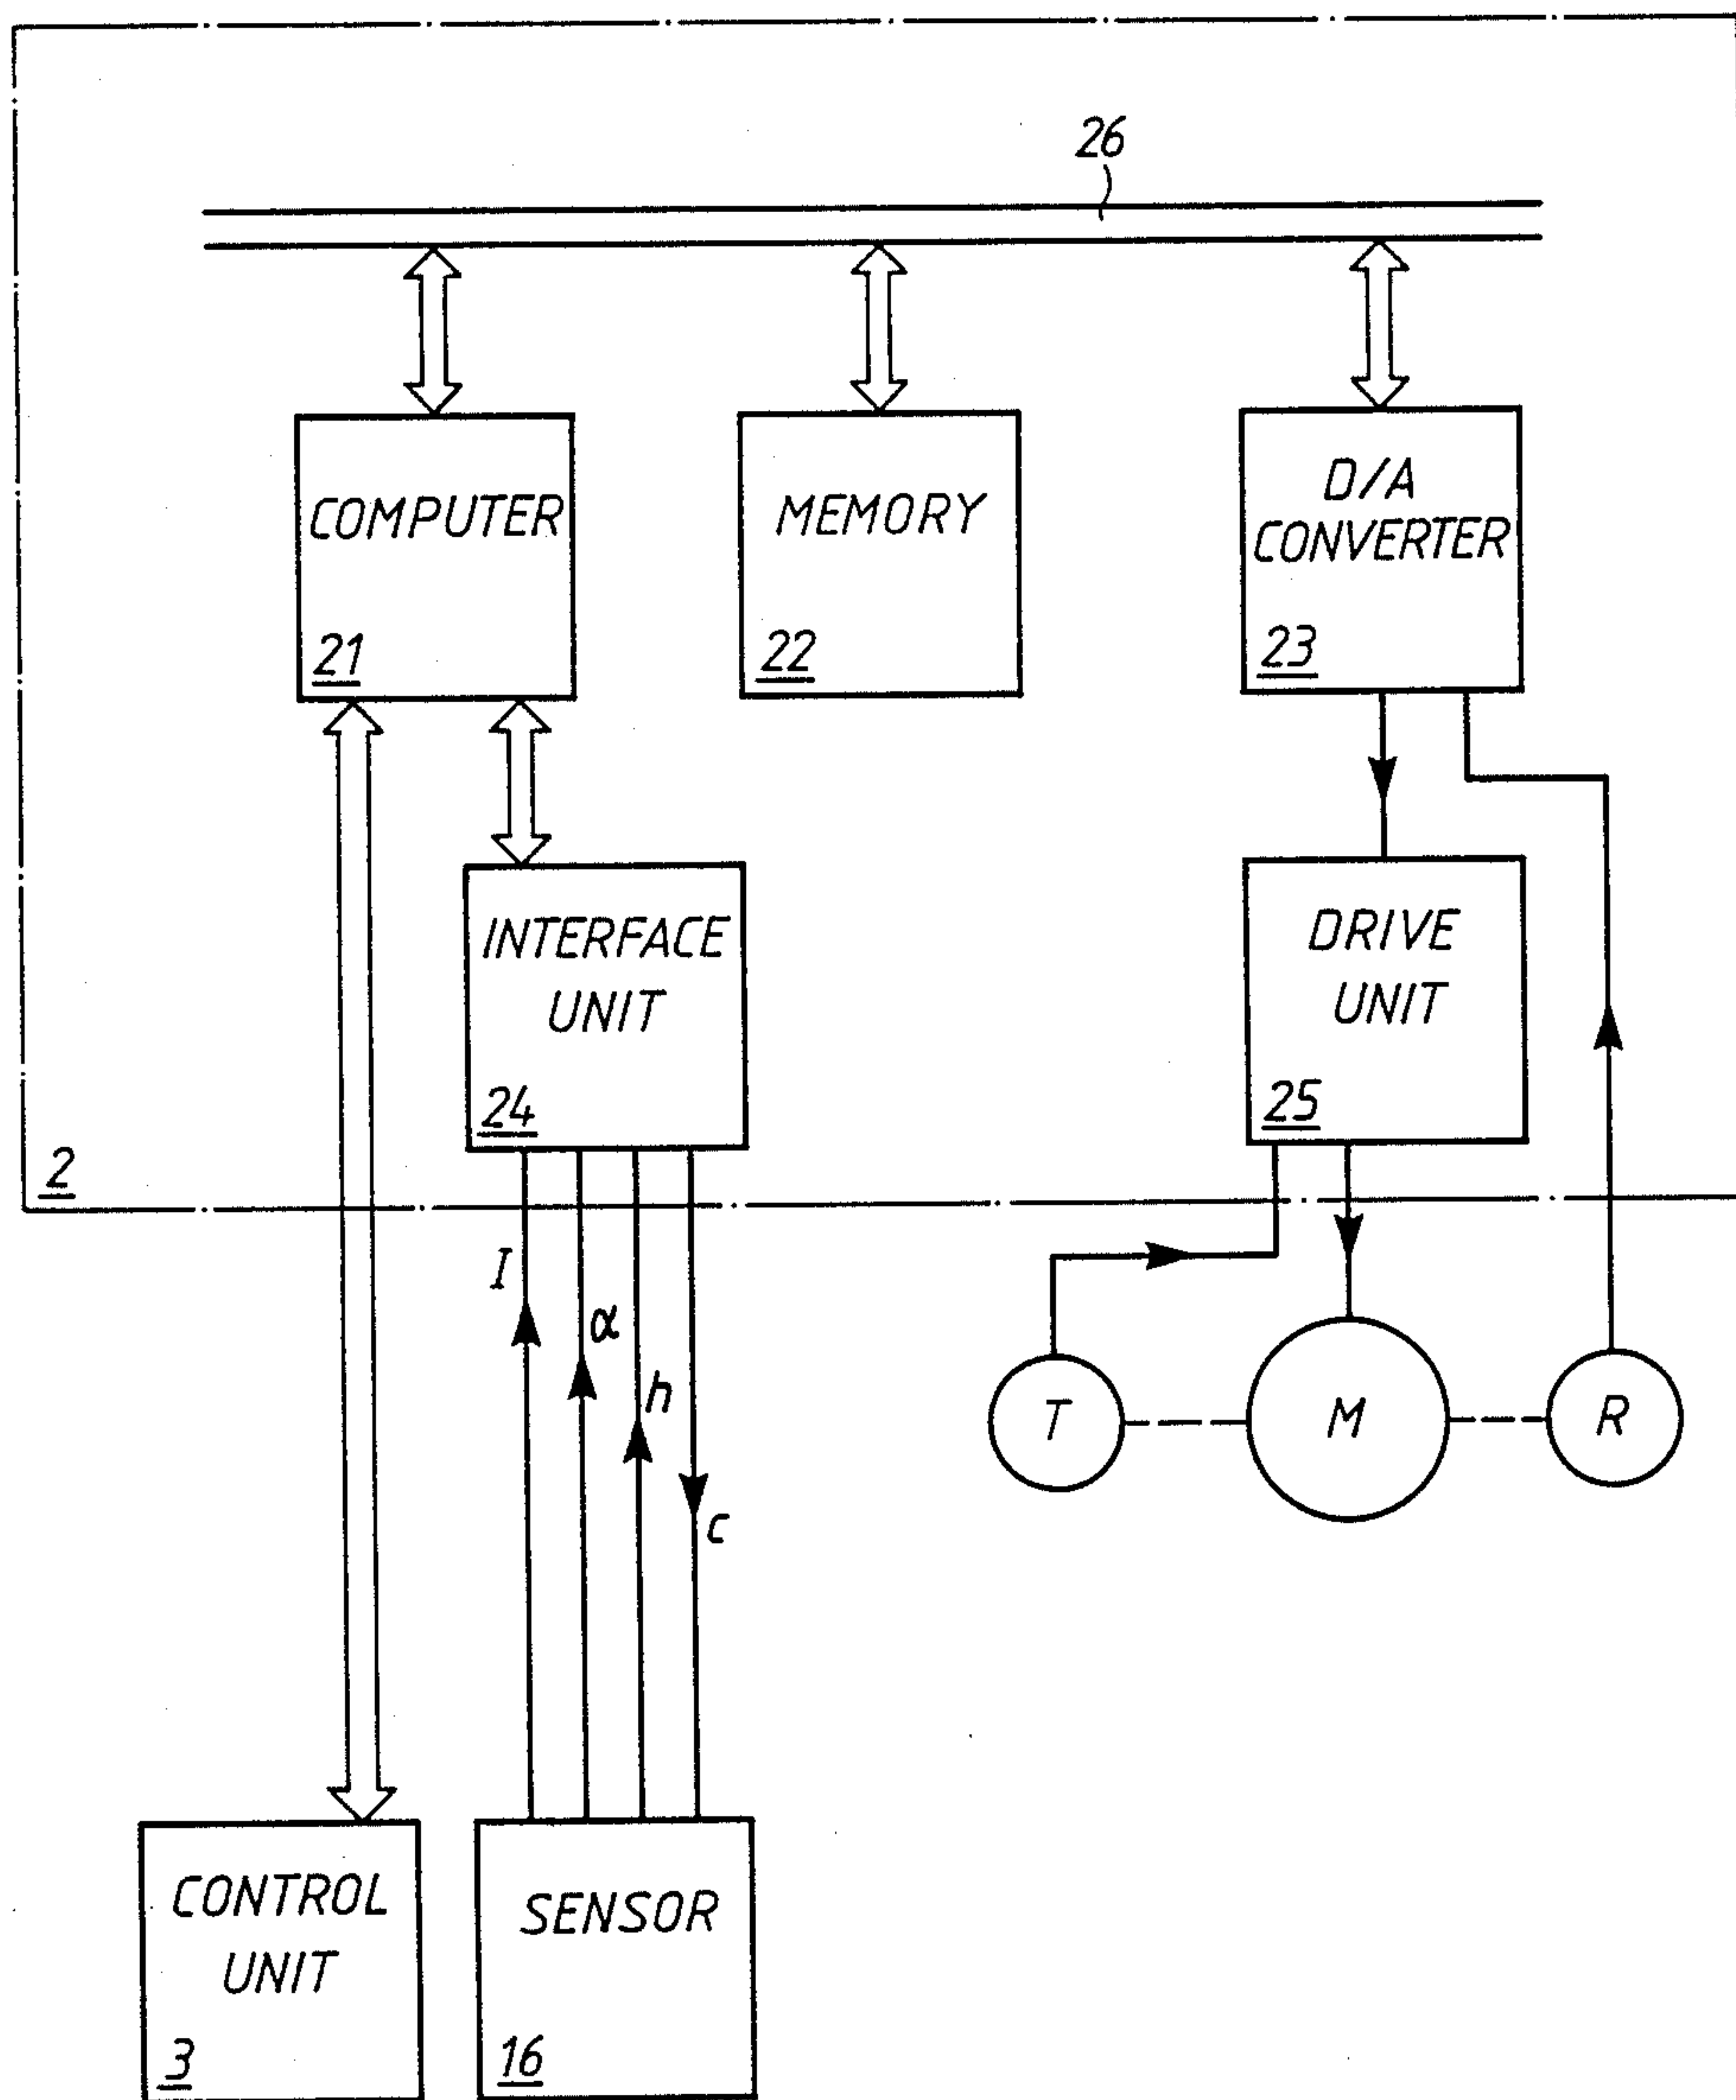 26
COMPUTER
21
MEMORY
22
D/A
CONVERTER
23
INTERFACE
UNIT
24
DRIVE
UNIT
25
2
I
α
h
c
T
M
R
CONTROL
UNIT
3
SENSOR
16